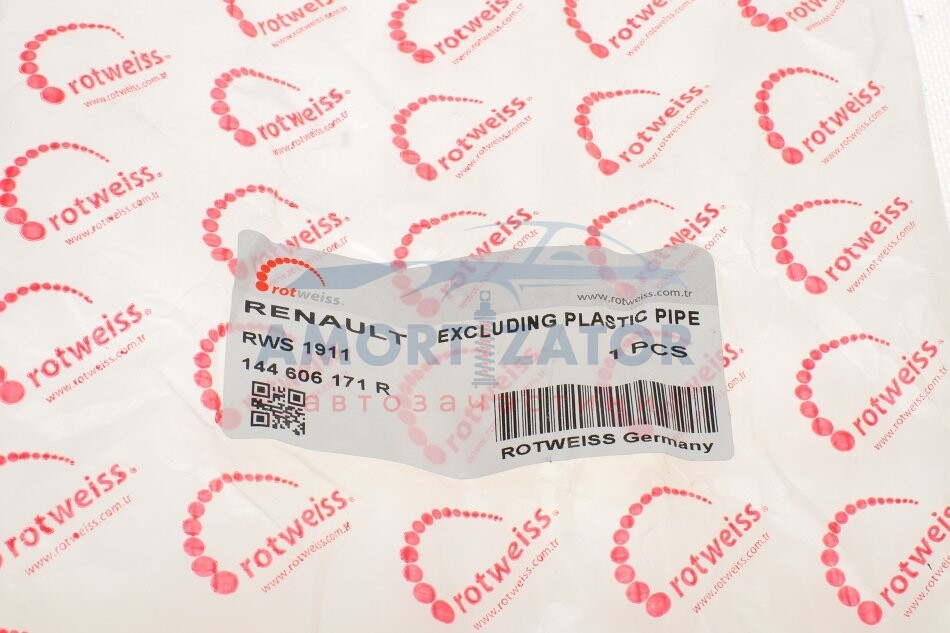 rotweiss®
www.rotweiss.com.tr
rotweiss.
www.rotweiss.com.tr
RENAULT
EXCLUDING PLASTIC PIPE
RWS 1911
1 PCS
144 606 171 R
AMORTIZATOR
автозапчастини
ROTWEISS Germany